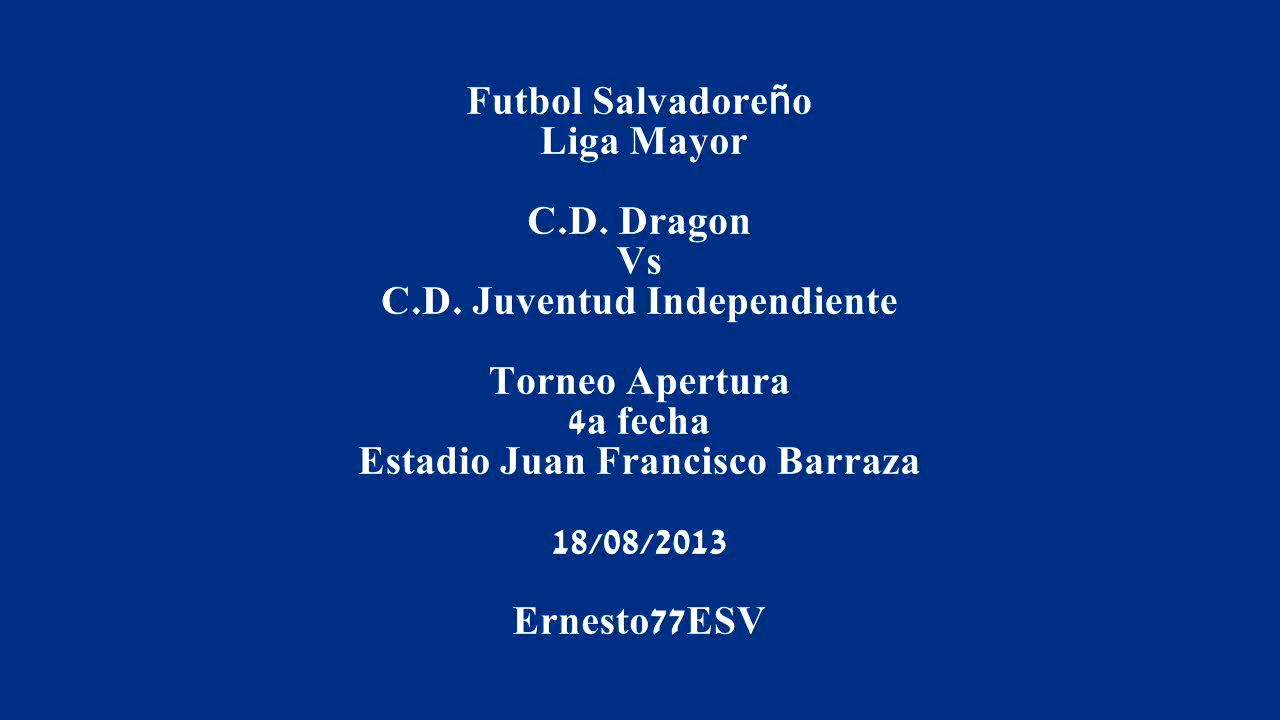 Futbol Salvadoreño
Liga Mayor
C.D. Dragon
Vs
C.D. Juventud Independiente
Torneo Apertura
4a fecha
Estadio Juan Francisco Barraza
18/08/2013
Ernesto77ESV